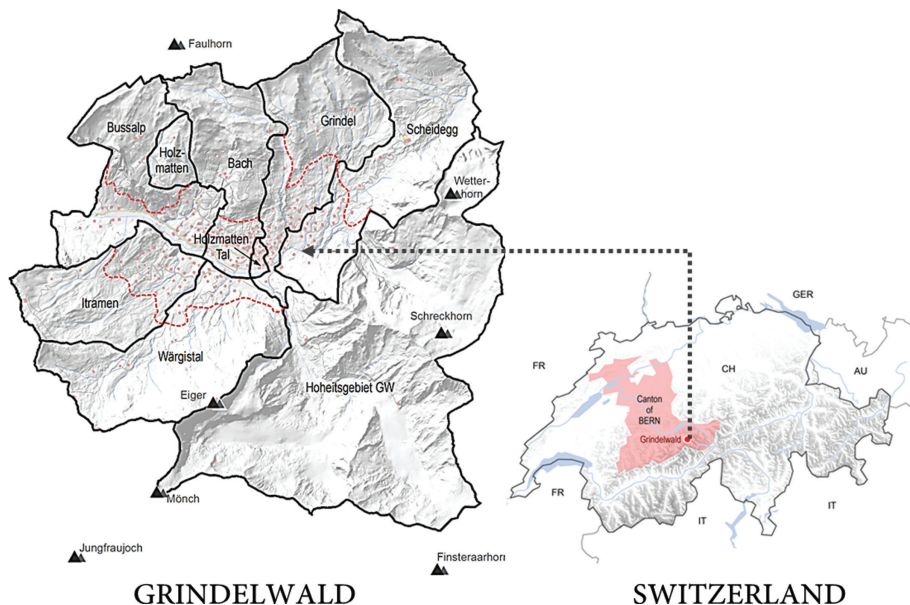 Faulhorn
Bussalp
Holz-
matten
Bach
Grindel
Scheidegg
Wetter-
horn
Holzmatten
Tal
Itramen
Wärgistal
Schreckhorn
Eiger
Hoheitsgebiet GW
Mönch
Jungfraujoch
Finsteraarhorn
GRINDELWALD
GER
FR
CH
AU
Canton
of
BERN
Grindelwald
FR
IT
IT
SWITZERLAND